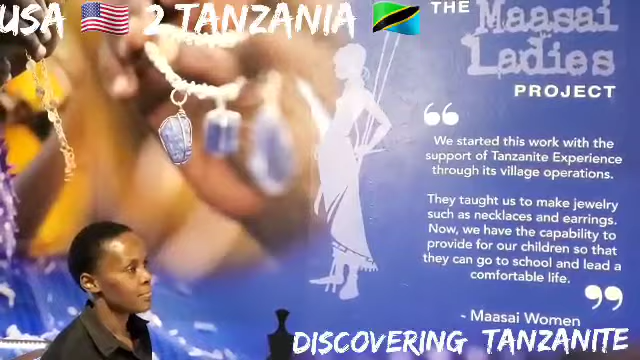 USA 🇺🇸 2 TANZANIA 🇹🇿
THE
Maasai
Ladies
PROJECT
“
We started this work with the
support of Tanzanite Experience
through its village operations.
They taught us to make jewelry
such as necklaces and earrings.
Now, we have the capability to
provide for our children so that
they can go to school and lead a
comfortable life.
”
- Maasai Women
DISCOVERING TANZANITE